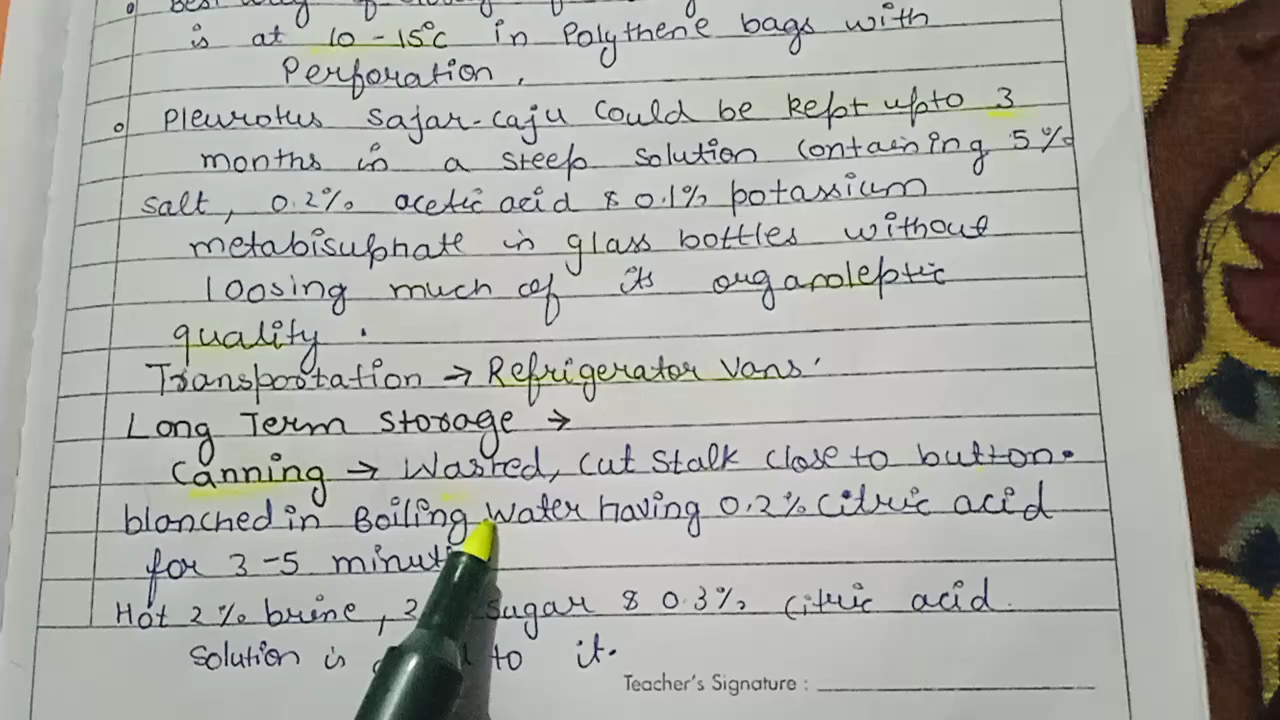 is at 10-15°c in Polythene bags with
Perforation.
Pleurotus sajar-caju could be kept upto 3
months in a steep solution containing 5%
salt, 0.2% acetic acid & 0.1% potassium
metabisulphate in glass bottles without
loosing much of its organoleptic
quality.
Transportation → Refrigerator Vans.
Long Term Storage →
Canning → Washed, cut stalk close to button.
blanched in Boiling Water having 0.2% citric acid
for 3-5
Hot 2% brine, sugar & 0.3% citric acid.
Solution is to it.
Teacher's Signature :